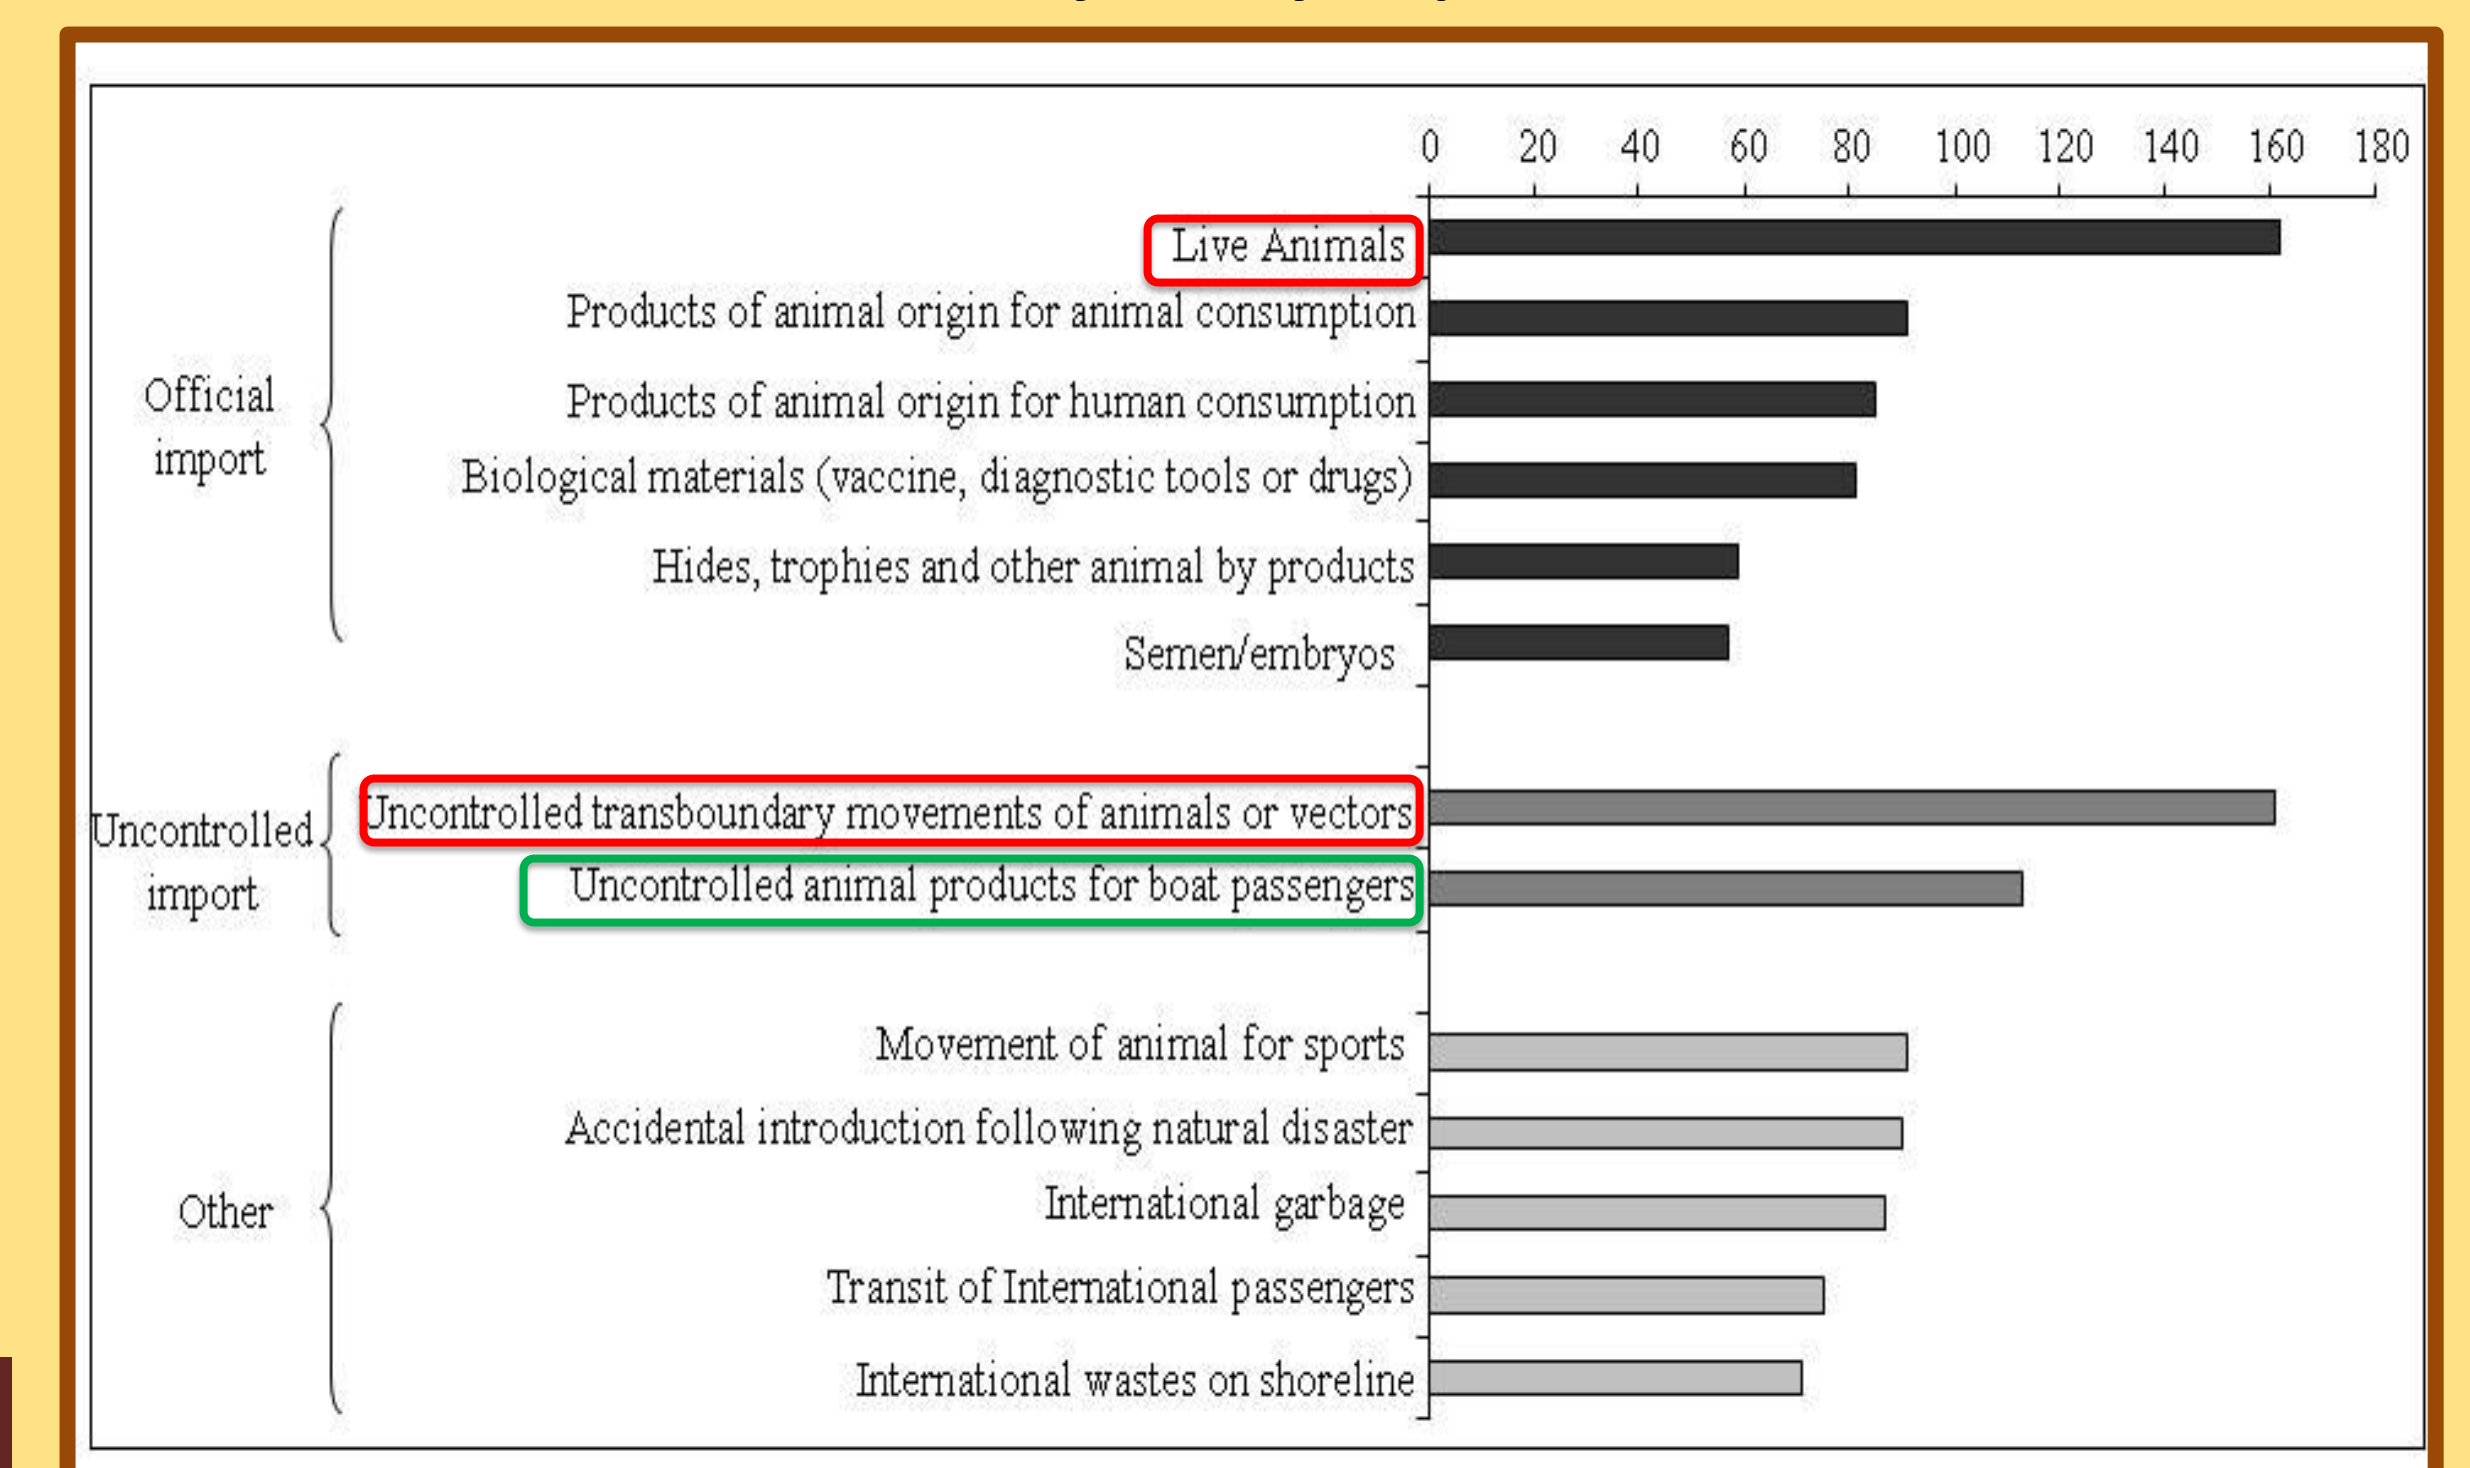 0 20 40 60 80 100 120 140 160 180
Live Animals
Products of animal origin for animal consumption
Official
import
Products of animal origin for human consumption
Biological materials (vaccine, diagnostic tools or drugs)
Hides, trophies and other animal by products
Semen/embryos
Uncontrolled
import
Uncontrolled transboundary movements of animals or vectors
Uncontrolled animal products for boat passengers
Other
Movement of animal for sports
Accidental introduction following natural disaster
International garbage
Transit of International passengers
International wastes on shoreline